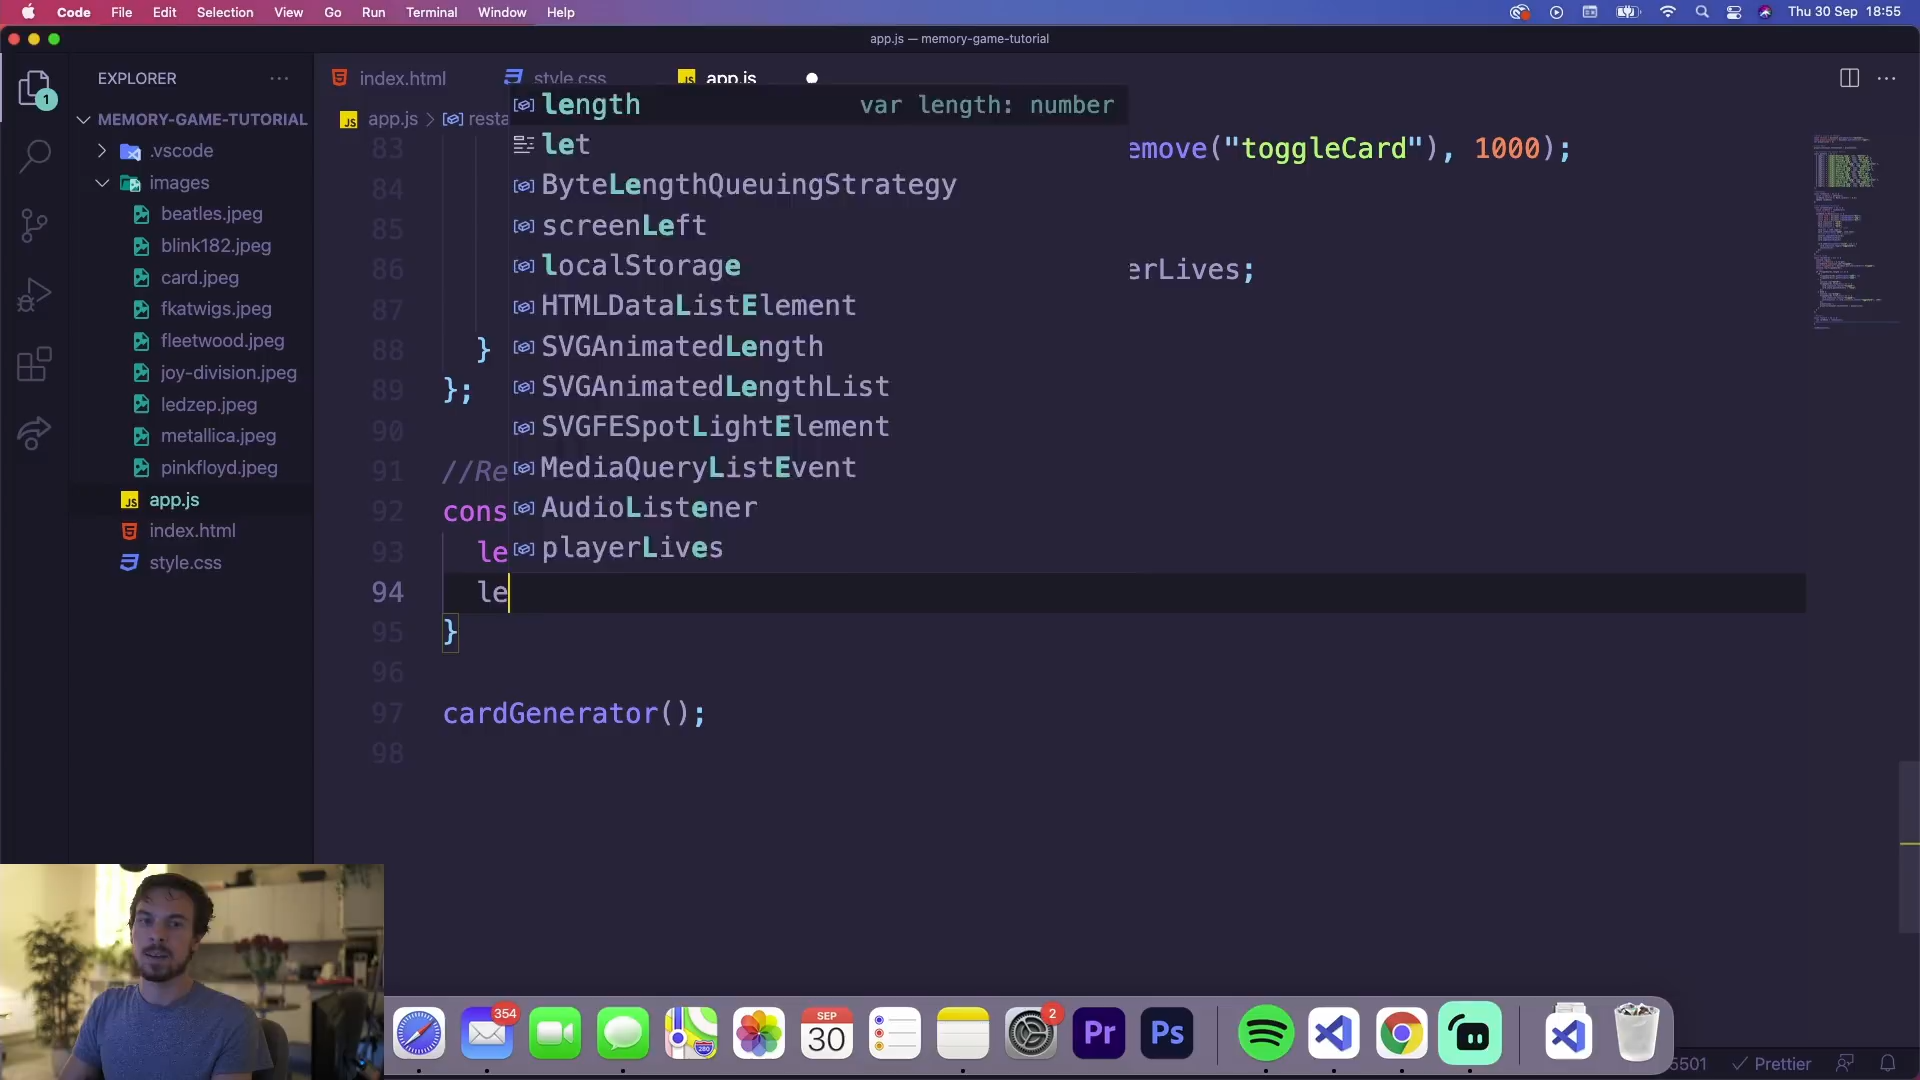 Code File Edit Selection View Go Run Terminal Window Help Thu 30 Sep 18:55
app.js — memory-game-tutorial
EXPLORER ···
index.html style.css app.js
MEMORY-GAME-TUTORIAL
app.js > resta
.vscode
images
beatles.jpeg
blink182.jpeg
card.jpeg
fkatwigs.jpeg
fleetwood.jpeg
joy-division.jpeg
ledzep.jpeg
metallica.jpeg
pinkfloyd.jpeg
app.js
index.html
style.css
1
length var length: number
let
ByteLengthQueuingStrategy
screenLeft
localStorage
HTMLDataListElement
SVGAnimatedLength
SVGAnimatedLengthList
SVGFESpotLightElement
MediaQueryListEvent
AudioListener
playerLives
83 emove("toggleCard"), 1000);
84
85
86 erLives;
87
88 }
89 };
90
91 //Re
92 cons
93 le
94 le
95 }
96
97 cardGenerator();
98
354
SEP
30
2
Pr
Ps
5501 Prettier